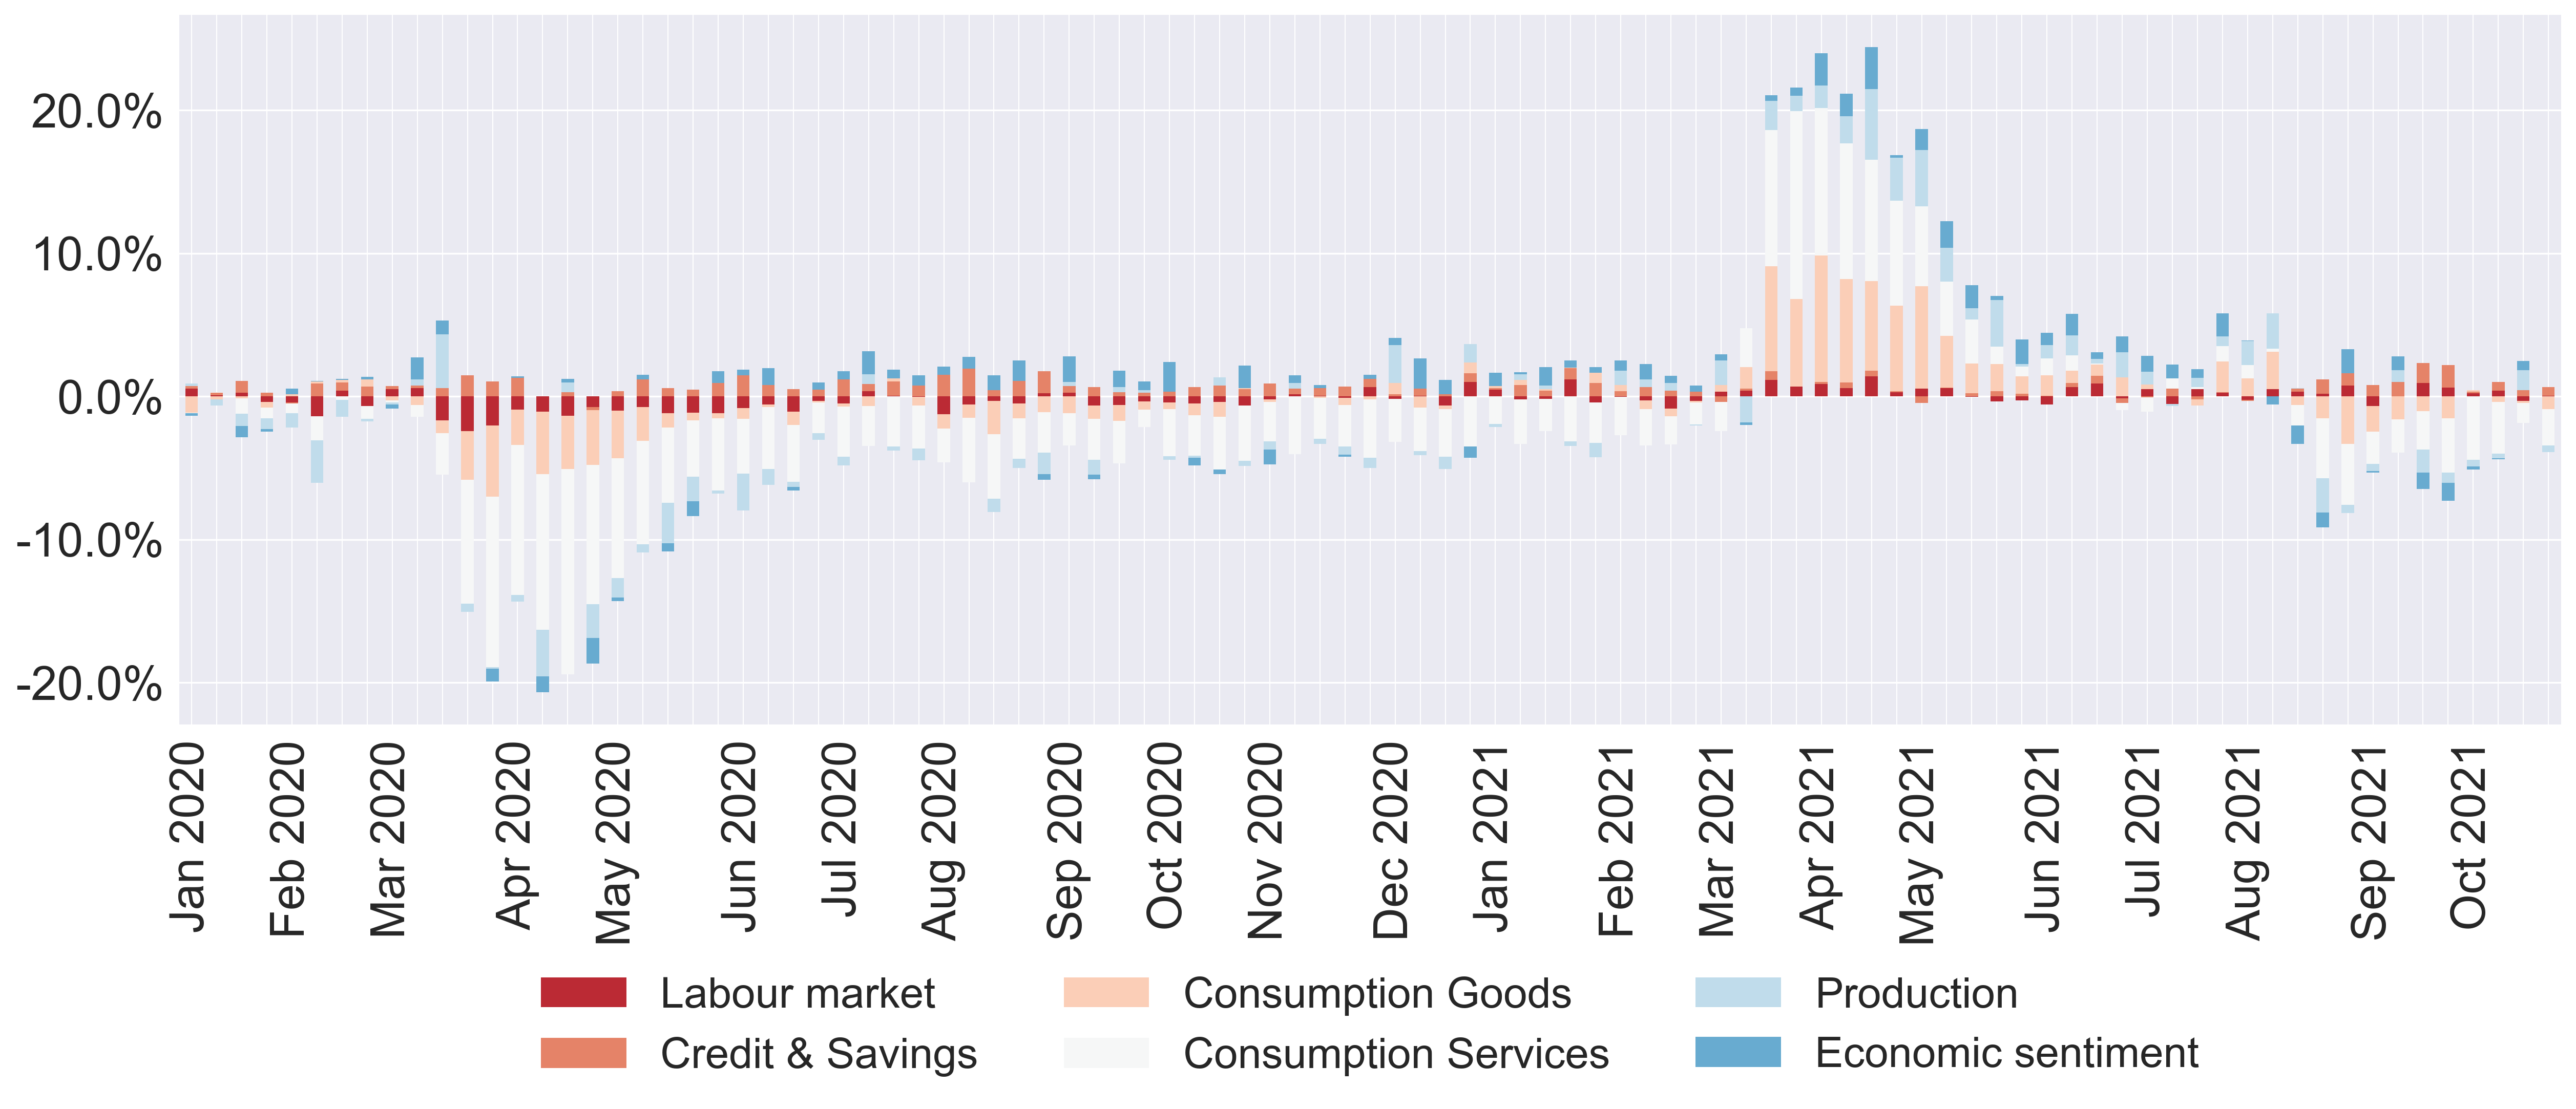 20.0%
10.0%
0.0%
-10.0%
-20.0%
Jan 2020
Feb 2020
Mar 2020
Apr 2020
May 2020
Jun 2020
Jul 2020
Aug 2020
Sep 2020
Oct 2020
Nov 2020
Dec 2020
Jan 2021
Feb 2021
Mar 2021
Apr 2021
May 2021
Jun 2021
Jul 2021
Aug 2021
Sep 2021
Oct 2021
Labour market
Consumption Goods
Production
Credit & Savings
Consumption Services
Economic sentiment